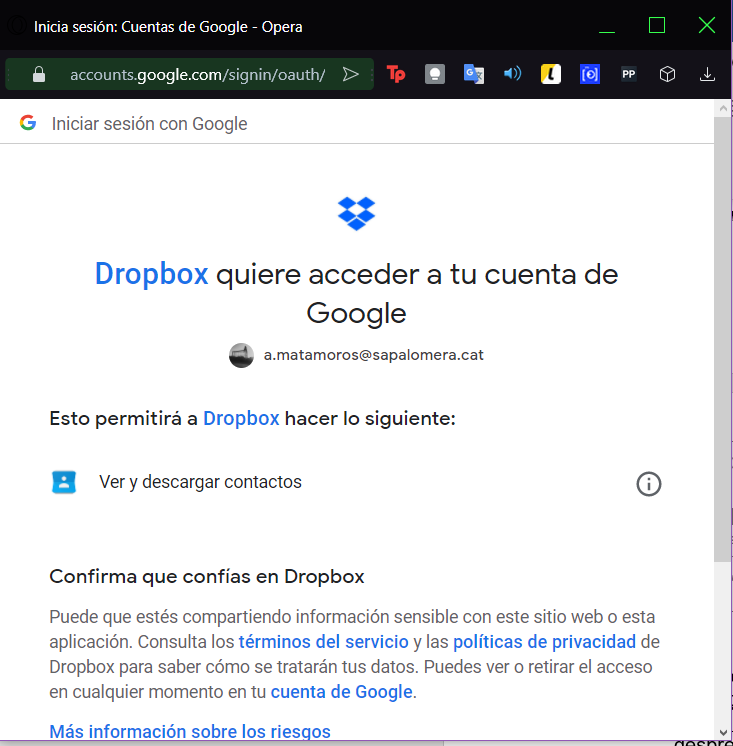 Inicia sesión: Cuentas de Google - Opera
accounts.google.com/signin/oauth/
Tp
PP
G Iniciar sesión con Google
Dropbox quiere acceder a tu cuenta de
Google
a.matamoros@sapalomera.cat
Esto permitirá a Dropbox hacer lo siguiente:
Ver y descargar contactos
Confirma que confías en Dropbox
Puede que estés compartiendo información sensible con este sitio web o esta
aplicación. Consulta los términos del servicio y las políticas de privacidad de
Dropbox para saber cómo se tratarán tus datos. Puedes ver o retirar el acceso
en cualquier momento en tu cuenta de Google.
Más información sobre los riesgos